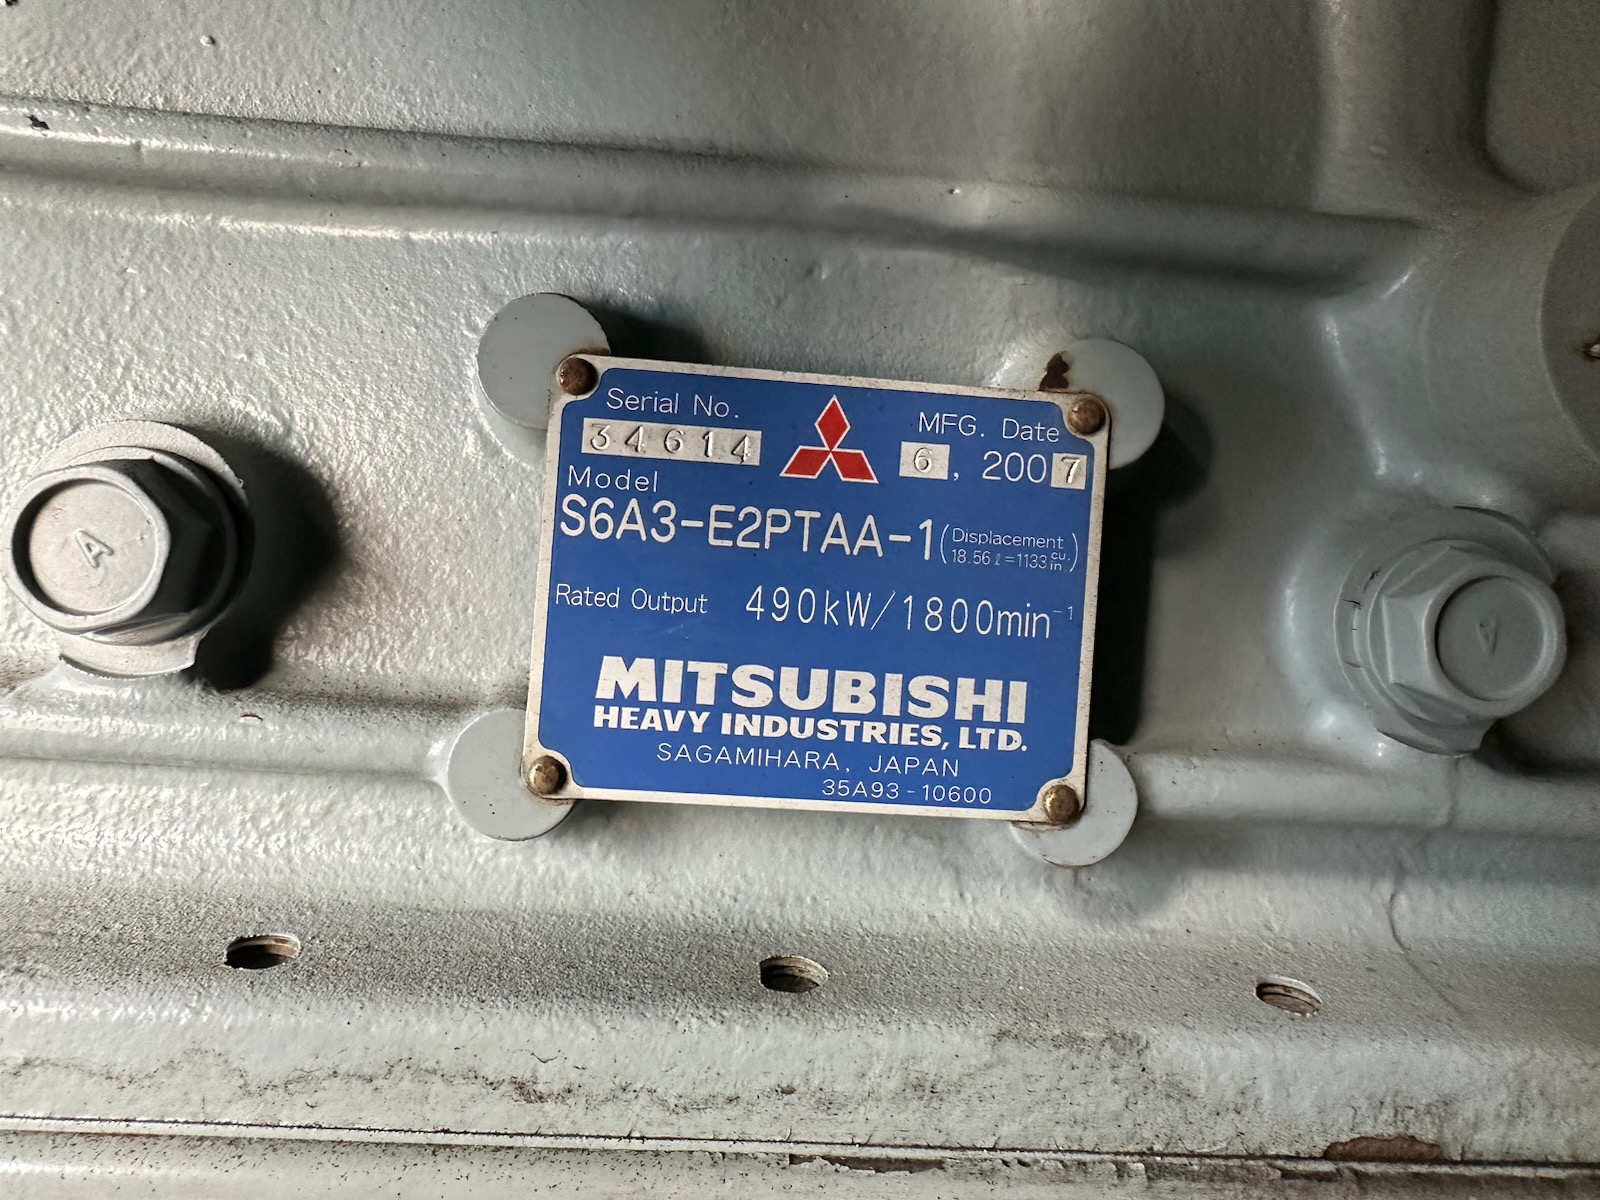 Serial No.
34614
MFG. Date
6, 2007
Model
S6A3-E2PTAA-1 (Displacement 18.56ℓ=1133 cu. in.)
Rated Output 490kW/1800min⁻¹
MITSUBISHI
HEAVY INDUSTRIES, LTD.
SAGAMIHARA, JAPAN
35A93-10600
A
A